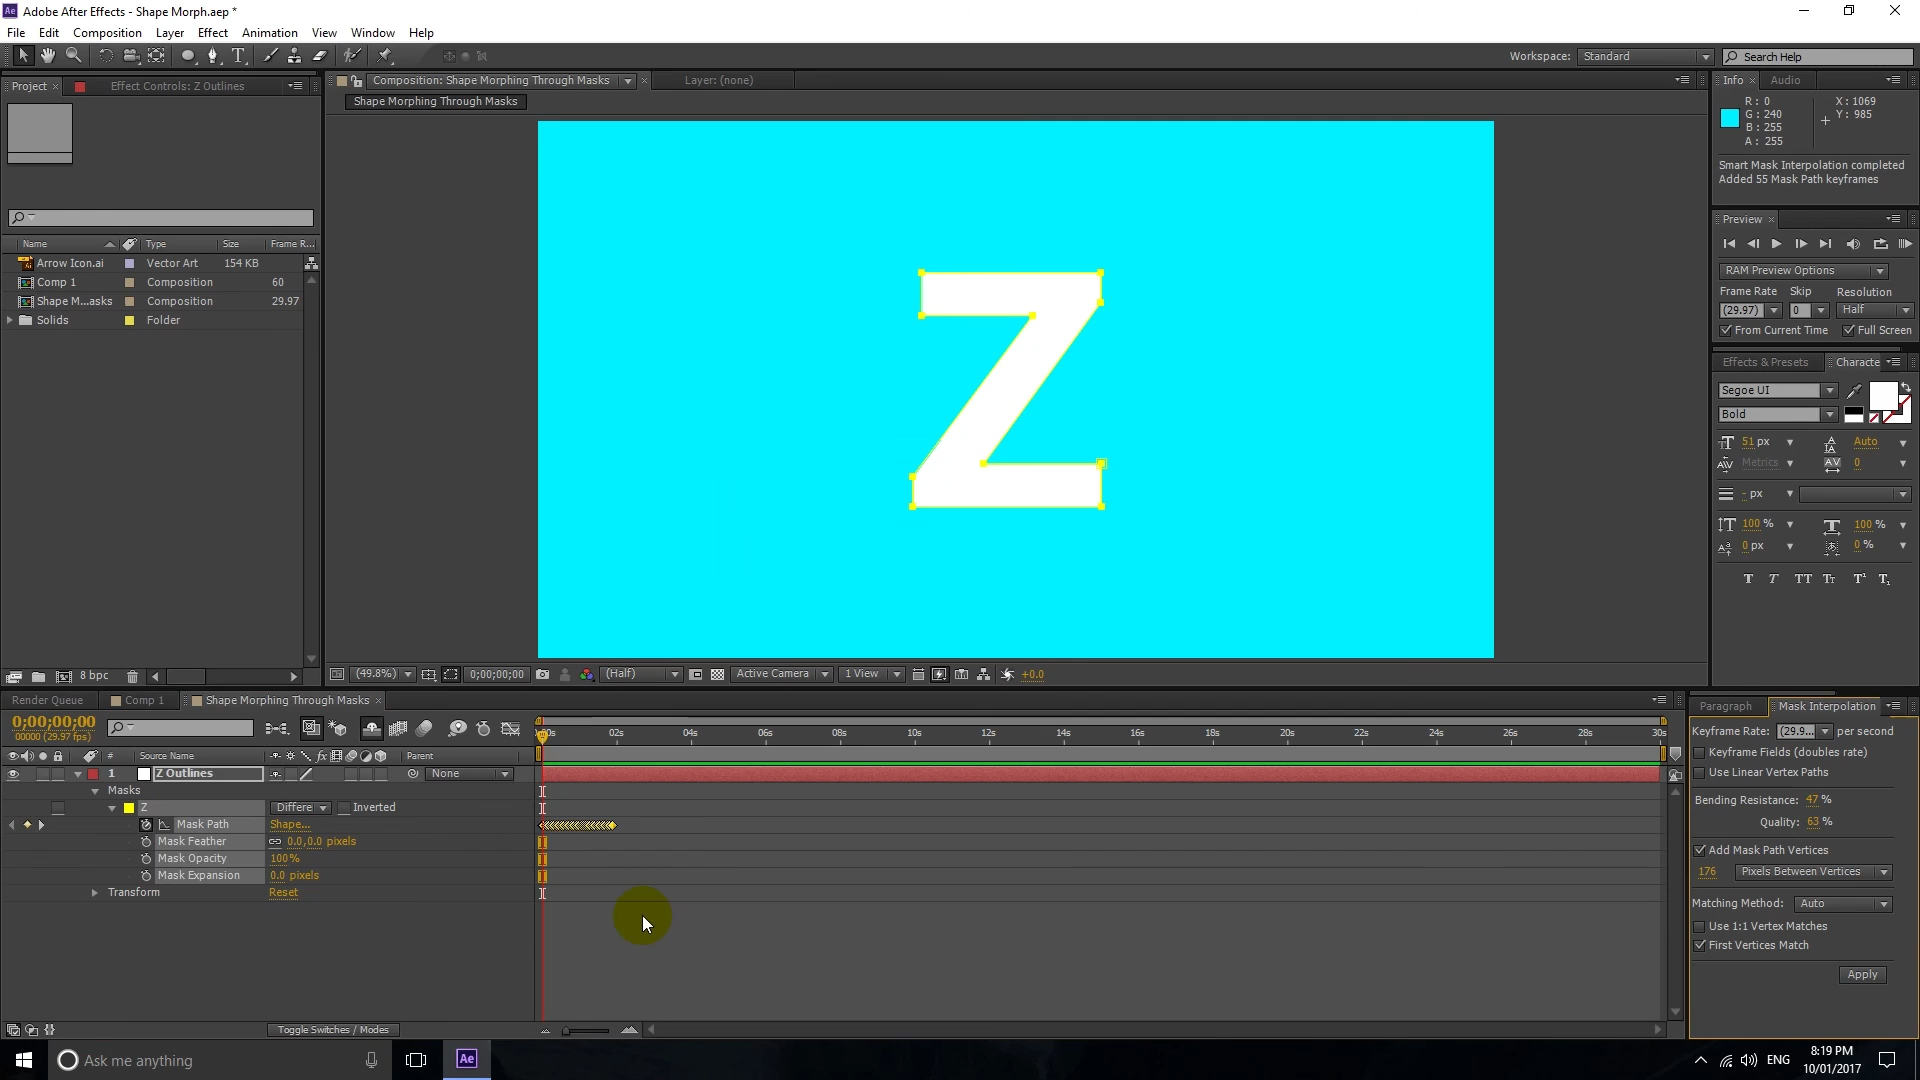 Adobe After Effects - Shape Morph.aep *
File Edit Composition Layer Effect Animation View Window Help
Workspace: Standard Search Help
Project Effect Controls: Z Outlines
Composition: Shape Morphing Through Masks Layer: (none)
Shape Morphing Through Masks
Info Audio
R: 0
G: 240
B: 255
A: 255
X: 1069
Y: 985
Smart Mask Interpolation completed
Added 55 Mask Path keyframes
Name Type Size Frame R...
Arrow Icon.ai Vector Art 154 KB
Comp 1 Composition 60
Shape M...asks Composition 29.97
Solids Folder
Z
Preview
RAM Preview Options
Frame Rate Skip Resolution
(29.97) 0 Half
From Current Time Full Screen
Effects & Presets Characte
Segoe UI
Bold
51 px Auto
Metrics 0
- px
100 % 100 %
0 px 0 %
T T TT Tт T¹ T₁
8 bpc
(49.8%) 0;00;00;00 (Half) Active Camera 1 View +0.0
Render Queue Comp 1 Shape Morphing Through Masks
0;00;00;00
00000 (29.97 fps)
02s 04s 06s 08s 10s 12s 14s 16s 18s 20s 22s 24s 26s 28s 30s
# Source Name fx Parent
1 Z Outlines None
Masks
Z Differe Inverted
Mask Path Shape...
Mask Feather 0.0,0.0 pixels
Mask Opacity 100%
Mask Expansion 0.0 pixels
Transform Reset
Toggle Switches / Modes
Paragraph Mask Interpolation
Keyframe Rate: (29.9... per second
Keyframe Fields (doubles rate)
Use Linear Vertex Paths
Bending Resistance: 47 %
Quality: 63 %
Add Mask Path Vertices
176 Pixels Between Vertices
Matching Method: Auto
Use 1:1 Vertex Matches
First Vertices Match
Apply
Ask me anything
Ae
ENG
8:19 PM
10/01/2017